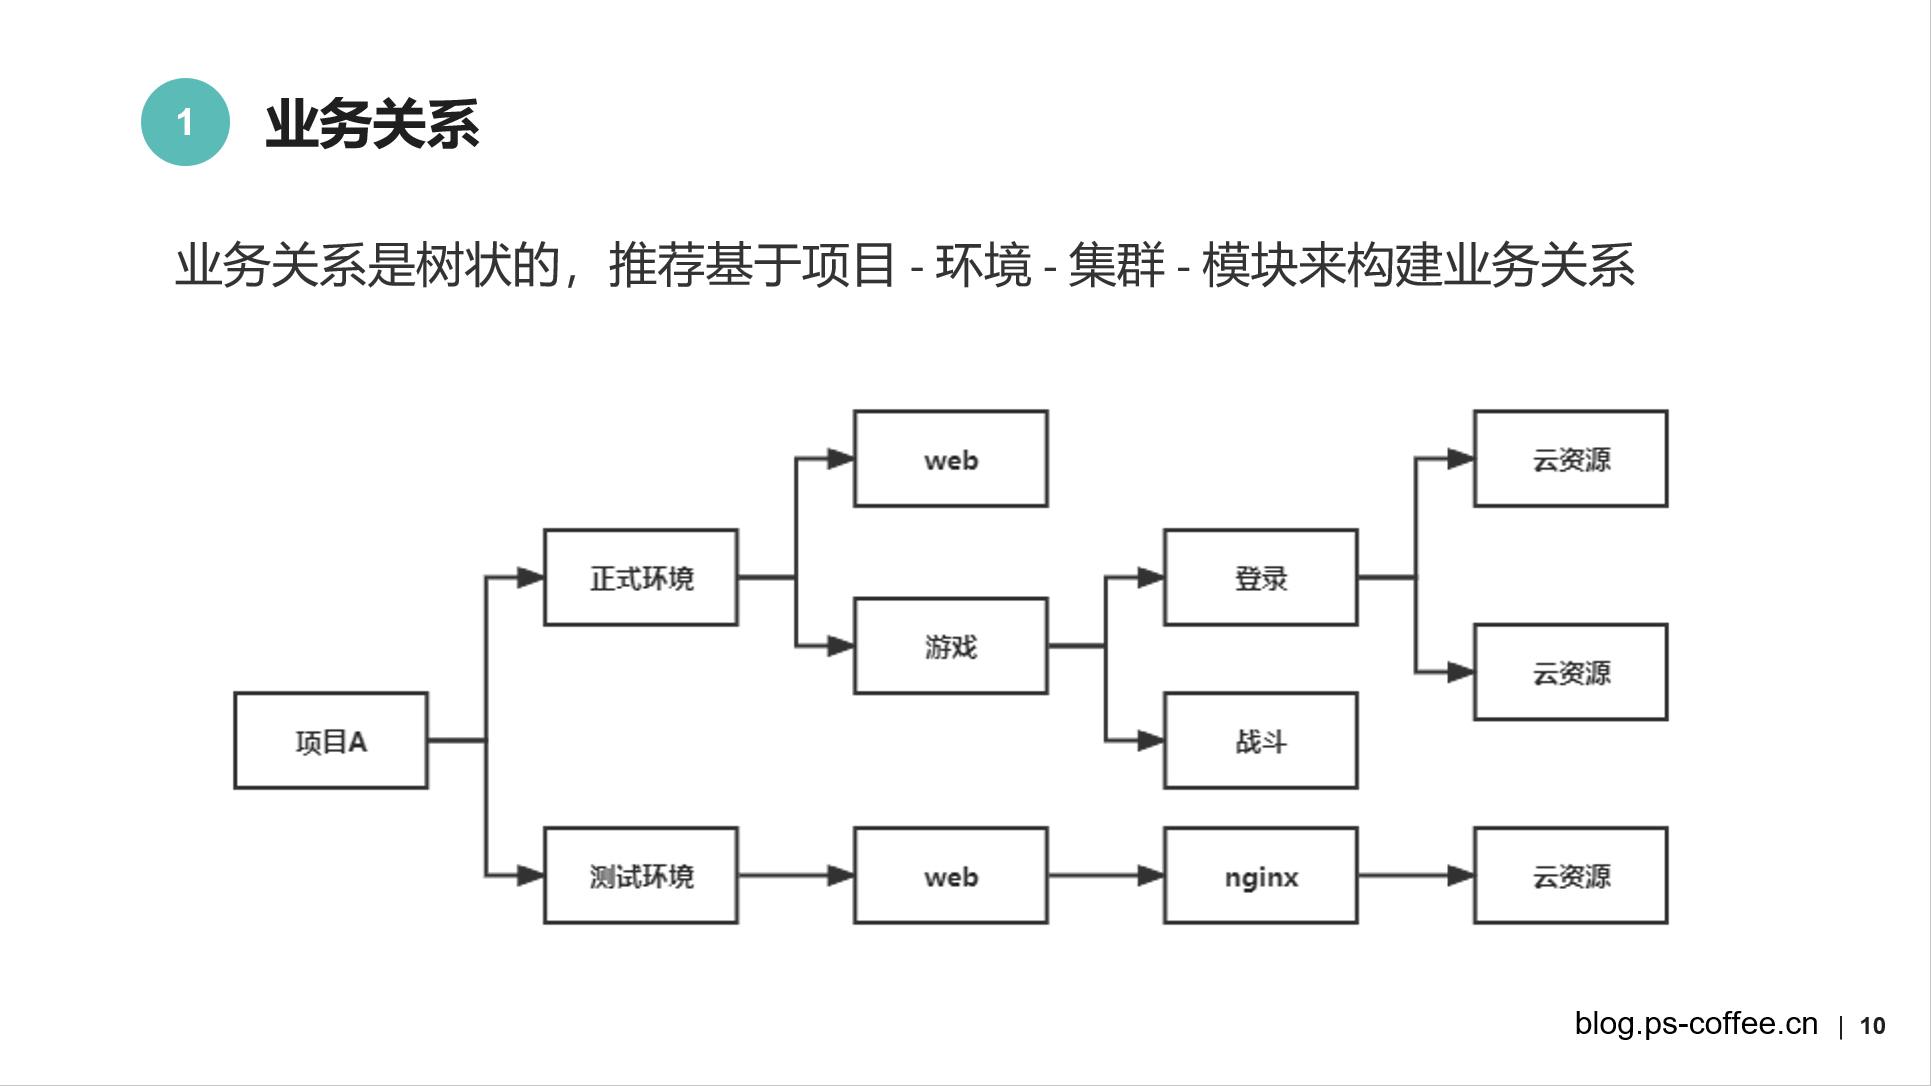 1
业务关系
业务关系是树状的，推荐基于项目 - 环境 - 集群 - 模块来构建业务关系
web
云资源
正式环境
登录
游戏
云资源
项目A
战斗
测试环境
web
nginx
云资源
blog.ps-coffee.cn | 10